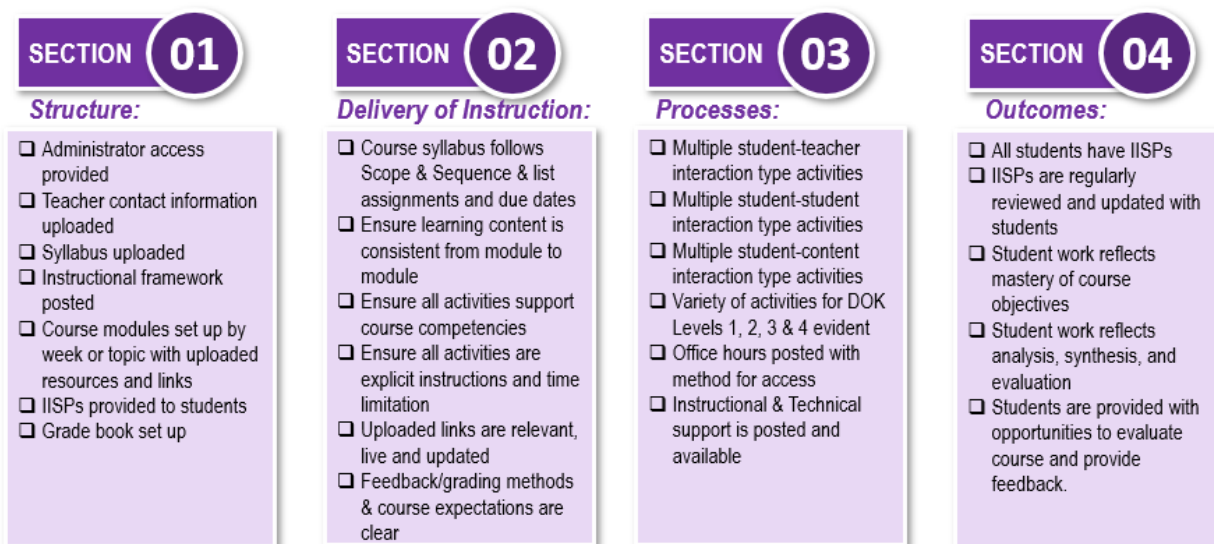 SECTION 01
Structure:
❑ Administrator access
provided
❑ Teacher contact information
uploaded
❑ Syllabus uploaded
❑ Instructional framework
posted
❑ Course modules set up by
week or topic with uploaded
resources and links
❑ IISPs provided to students
❑ Grade book set up
SECTION 02
Delivery of Instruction:
❑ Course syllabus follows
Scope & Sequence & list
assignments and due dates
❑ Ensure learning content is
consistent from module to
module
❑ Ensure all activities support
course competencies
❑ Ensure all activities are
explicit instructions and time
limitation
❑ Uploaded links are relevant,
live and updated
❑ Feedback/grading methods
& course expectations are
clear
SECTION 03
Processes:
❑ Multiple student-teacher
interaction type activities
❑ Multiple student-student
interaction type activities
❑ Multiple student-content
interaction type activities
❑ Variety of activities for DOK
Levels 1, 2, 3 & 4 evident
❑ Office hours posted with
method for access
❑ Instructional & Technical
support is posted and
available
SECTION 04
Outcomes:
❑ All students have IISPs
❑ IISPs are regularly
reviewed and updated with
students
❑ Student work reflects
mastery of course
objectives
❑ Student work reflects
analysis, synthesis, and
evaluation
❑ Students are provided with
opportunities to evaluate
course and provide
feedback.